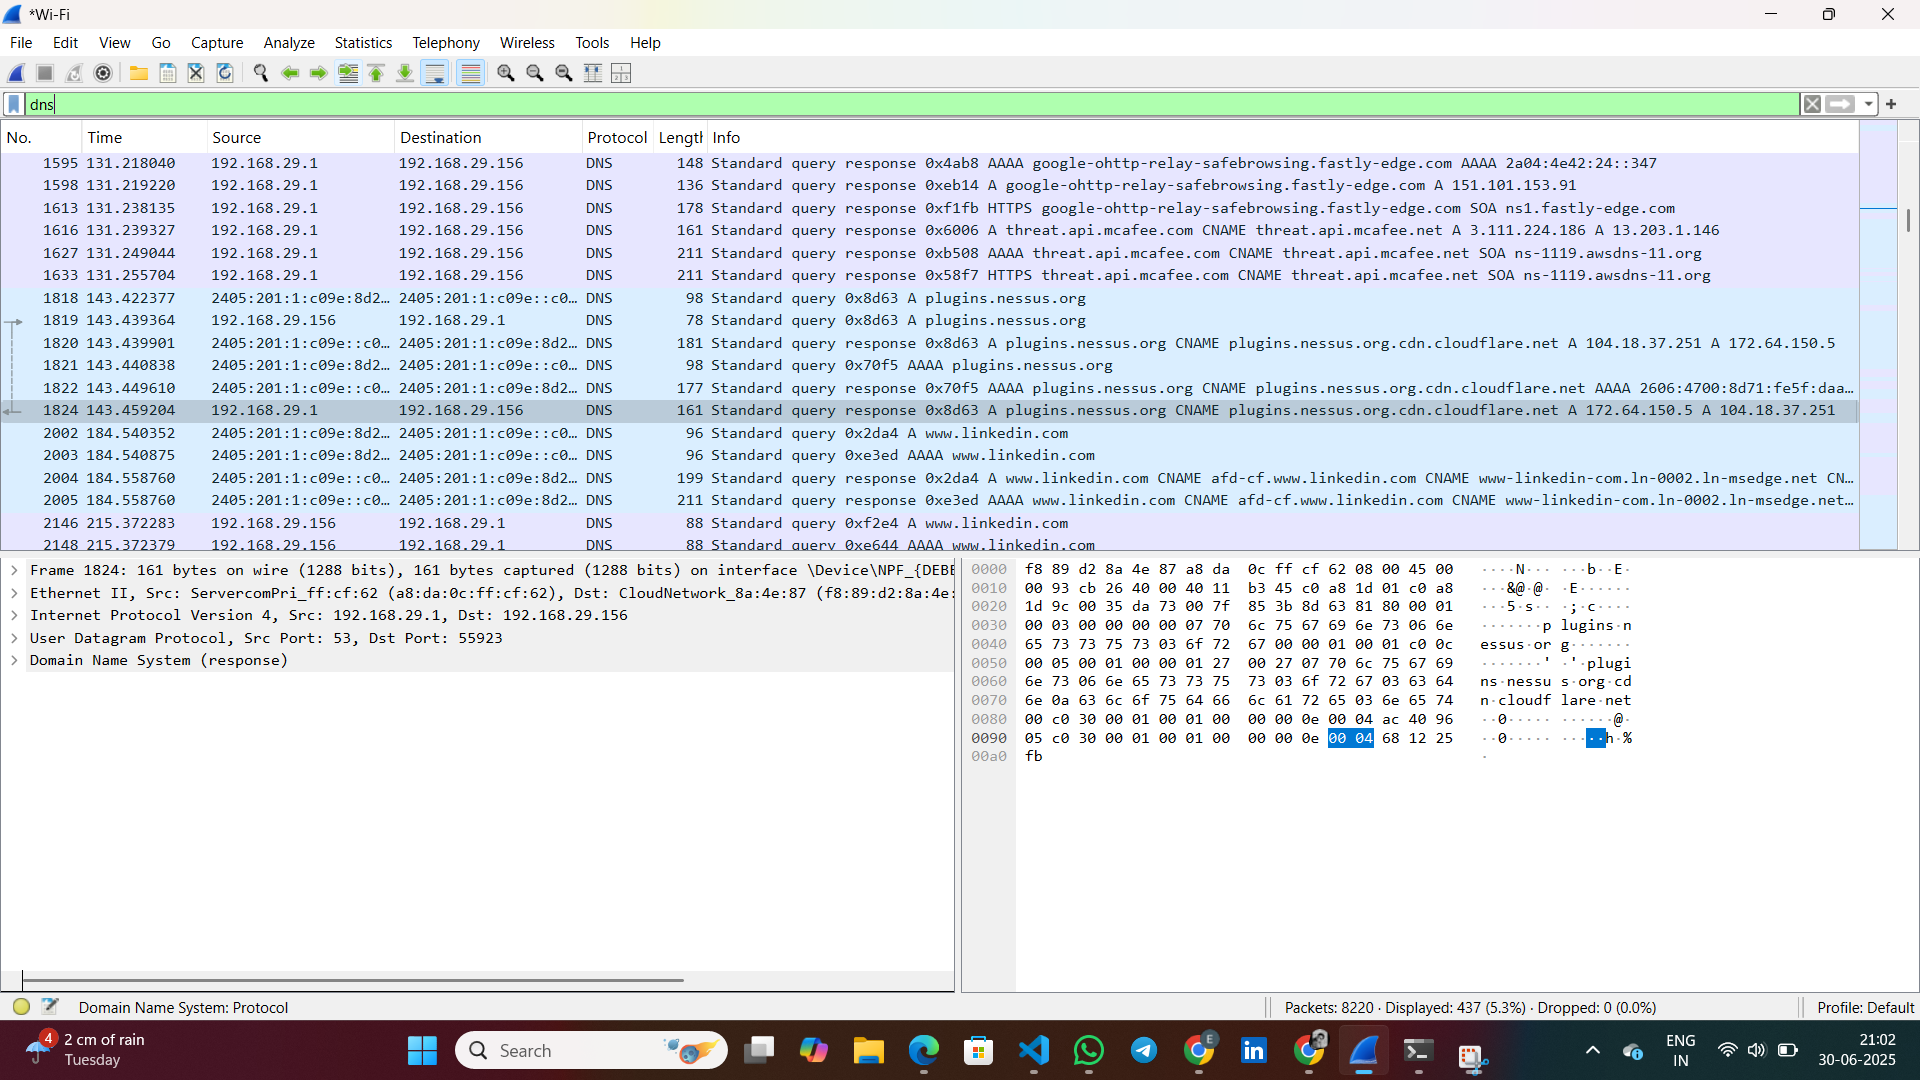 *Wi-Fi
File Edit View Go Capture Analyze Statistics Telephony Wireless Tools Help
dns
No. Time Source Destination Protocol Length Info
1595 131.218040 192.168.29.1 192.168.29.156 DNS 148 Standard query response 0x4ab8 AAAA google-ohttp-relay-safebrowsing.fastly-edge.com AAAA 2a04:4e42:24::347
1598 131.219220 192.168.29.1 192.168.29.156 DNS 136 Standard query response 0xeb14 A google-ohttp-relay-safebrowsing.fastly-edge.com A 151.101.153.91
1613 131.238135 192.168.29.1 192.168.29.156 DNS 178 Standard query response 0xf1fb HTTPS google-ohttp-relay-safebrowsing.fastly-edge.com SOA ns1.fastly-edge.com
1616 131.239327 192.168.29.1 192.168.29.156 DNS 161 Standard query response 0x6006 A threat.api.mcafee.com CNAME threat.api.mcafee.net A 3.111.224.186 A 13.203.1.146
1627 131.249044 192.168.29.1 192.168.29.156 DNS 211 Standard query response 0xb508 AAAA threat.api.mcafee.com CNAME threat.api.mcafee.net SOA ns-1119.awsdns-11.org
1633 131.255704 192.168.29.1 192.168.29.156 DNS 211 Standard query response 0x58f7 HTTPS threat.api.mcafee.com CNAME threat.api.mcafee.net SOA ns-1119.awsdns-11.org
1818 143.422377 2405:201:1:c09e:8d2… 2405:201:1:c09e::c0… DNS 98 Standard query 0x8d63 A plugins.nessus.org
1819 143.439364 192.168.29.156 192.168.29.1 DNS 78 Standard query 0x8d63 A plugins.nessus.org
1820 143.439901 2405:201:1:c09e::c0… 2405:201:1:c09e:8d2… DNS 181 Standard query response 0x8d63 A plugins.nessus.org CNAME plugins.nessus.org.cdn.cloudflare.net A 104.18.37.251 A 172.64.150.5
1821 143.440838 2405:201:1:c09e:8d2… 2405:201:1:c09e::c0… DNS 98 Standard query 0x70f5 AAAA plugins.nessus.org
1822 143.449610 2405:201:1:c09e::c0… 2405:201:1:c09e:8d2… DNS 177 Standard query response 0x70f5 AAAA plugins.nessus.org CNAME plugins.nessus.org.cdn.cloudflare.net AAAA 2606:4700:8d71:fe5f:daa…
1824 143.459204 192.168.29.1 192.168.29.156 DNS 161 Standard query response 0x8d63 A plugins.nessus.org CNAME plugins.nessus.org.cdn.cloudflare.net A 172.64.150.5 A 104.18.37.251
2002 184.540352 2405:201:1:c09e:8d2… 2405:201:1:c09e::c0… DNS 96 Standard query 0x2da4 A www.linkedin.com
2003 184.540875 2405:201:1:c09e:8d2… 2405:201:1:c09e::c0… DNS 96 Standard query 0xe3ed AAAA www.linkedin.com
2004 184.558760 2405:201:1:c09e::c0… 2405:201:1:c09e:8d2… DNS 199 Standard query response 0x2da4 A www.linkedin.com CNAME afd-cf.www.linkedin.com CNAME www-linkedin-com.ln-0002.ln-msedge.net CN…
2005 184.558760 2405:201:1:c09e::c0… 2405:201:1:c09e:8d2… DNS 211 Standard query response 0xe3ed AAAA www.linkedin.com CNAME afd-cf.www.linkedin.com CNAME www-linkedin-com.ln-0002.ln-msedge.net…
2146 215.372283 192.168.29.156 192.168.29.1 DNS 88 Standard query 0xf2e4 A www.linkedin.com
2148 215.372379 192.168.29.156 192.168.29.1 DNS 88 Standard query 0xe644 AAAA www.linkedin.com
Frame 1824: 161 bytes on wire (1288 bits), 161 bytes captured (1288 bits) on interface \Device\NPF_{DEBE
Ethernet II, Src: ServercomPri_ff:cf:62 (a8:da:0c:ff:cf:62), Dst: CloudNetwork_8a:4e:87 (f8:89:d2:8a:4e:
Internet Protocol Version 4, Src: 192.168.29.1, Dst: 192.168.29.156
User Datagram Protocol, Src Port: 53, Dst Port: 55923
Domain Name System (response)
0000 f8 89 d2 8a 4e 87 a8 da 0c ff cf 62 08 00 45 00 ····N··· ···b··E·
0010 00 93 cb 26 40 00 40 11 b3 45 c0 a8 1d 01 c0 a8 ···&@·@· ·E······
0020 1d 9c 00 35 da 73 00 7f 85 3b 8d 63 81 80 00 01 ···5·s·· ·;·c····
0030 00 03 00 00 00 00 07 70 6c 75 67 69 6e 73 06 6e ·······p lugins·n
0040 65 73 73 75 73 03 6f 72 67 00 00 01 00 01 c0 0c essus·or g·······
0050 00 05 00 01 00 00 01 27 00 27 07 70 6c 75 67 69 ·······' ·'·plugi
0060 6e 73 06 6e 65 73 73 75 73 03 6f 72 67 03 63 64 ns·nessu s·org·cd
0070 6e 0a 63 6c 6f 75 64 66 6c 61 72 65 03 6e 65 74 n·cloudf lare·net
0080 00 c0 30 00 01 00 01 00 00 00 0e 00 04 ac 40 96 ··0····· ······@·
0090 05 c0 30 00 01 00 01 00 00 00 0e 00 04 68 12 25 ··0····· ·····h·%
00a0 fb ·
Domain Name System: Protocol
Packets: 8220 · Displayed: 437 (5.3%) · Dropped: 0 (0.0%)
Profile: Default
4
2 cm of rain
Tuesday
Search
E
ENG
IN
21:02
30-06-2025